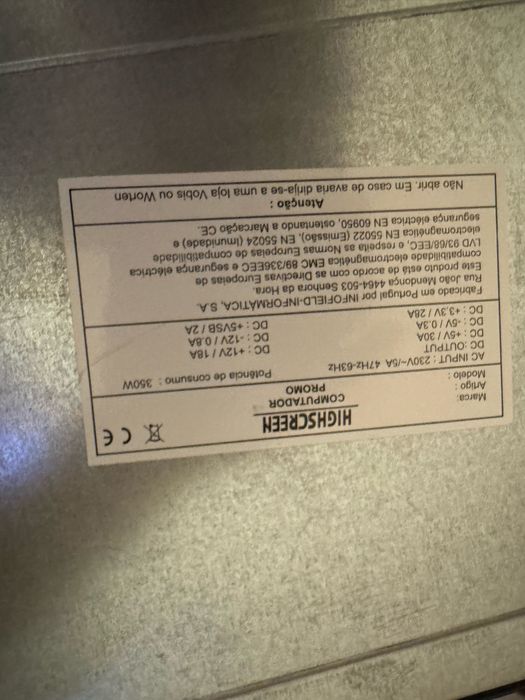 Marca: HIGHSCREEN CE
Artigo : COMPUTADOR
Modelo : PROMO
AC INPUT : 230V~/5A 47Hz-63Hz Potência de consumo : 350W
DC :OUTPUT
DC : +5V / 30A DC : +12V / 18A
DC : -5V / 0.3A DC : -12V / 0.8A
DC : +3.3V / 28A DC : +5VSB / 2A
Fabricado em Portugal por INFOFIELD-INFORMÁTICA, S.A.
Rua João Mendonça 4464-503 Senhora da Hora.
Este produto está de acordo com as Directivas Europeias de
compatibilidade electromagnética EMC 89/336EEC e segurança eléctrica
LVD 93/68/EEC, e respeita as Normas Europeias de compatibilidade
electromagnética EN 55022 (Emissão), EN 55024 (Imunidade) e
segurança eléctrica EN 60950, ostentando a Marcação CE.
Atenção :
Não abrir. Em caso de avaria dirija-se a uma loja Vobis ou Worten